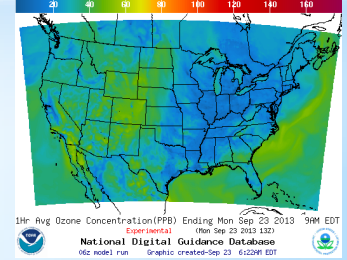 20 40 60 80 100 120 140 160
1Hr Avg Ozone Concentration(PPB) Ending Mon Sep 23 2013 9AM EDT
Experimental (Mon Sep 23 2013 13Z)
National Digital Guidance Database
06z model run Graphic created-Sep 23 6:22AM EDT